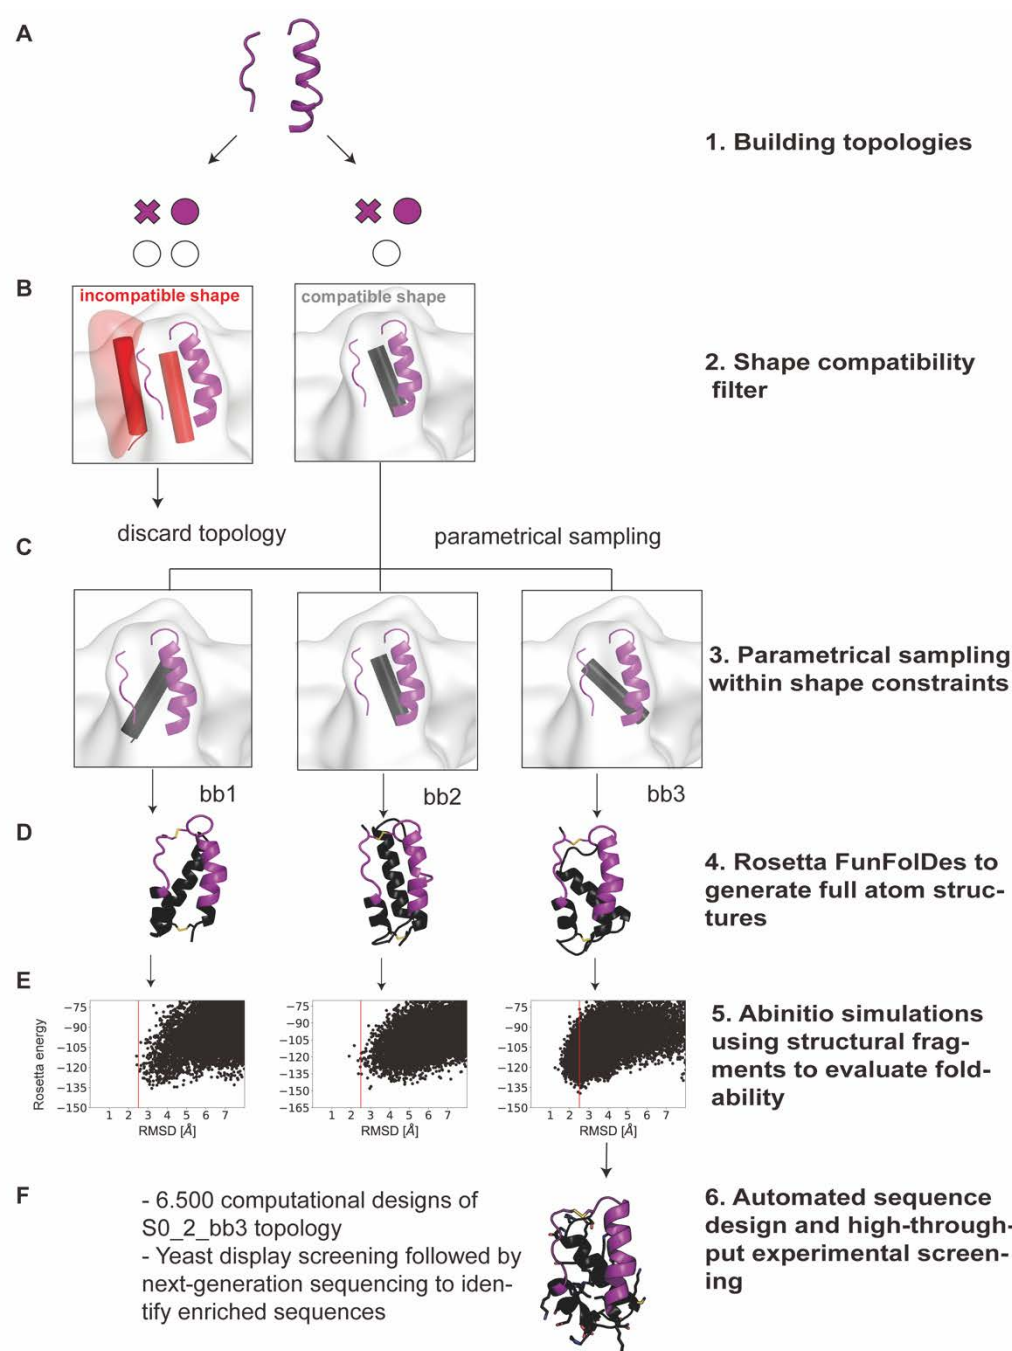 A
1. Building topologies
B
incompatible shape
compatible shape
2. Shape compatibility
filter
discard topology
parametrical sampling
C
3. Parametrical sampling
within shape constraints
bb1
bb2
bb3
D
4. Rosetta FunFolDes to
generate full atom struc-
tures
E
Rosetta energy
−75
−90
−105
−120
−135
−150
1 2 3 4 5 6 7
RMSD [Å]
−75
−90
−105
−120
−135
−150
−165
1 2 3 4 5 6 7
RMSD [Å]
−75
−90
−105
−120
−135
−150
1 2 3 4 5 6 7
RMSD [Å]
5. Abinitio simulations
using structural frag-
ments to evaluate fold-
ability
F
- 6.500 computational designs of
S0_2_bb3 topology
- Yeast display screening followed by
next-generation sequencing to iden-
tify enriched sequences
6. Automated sequence
design and high-through-
put experimental screen-
ing